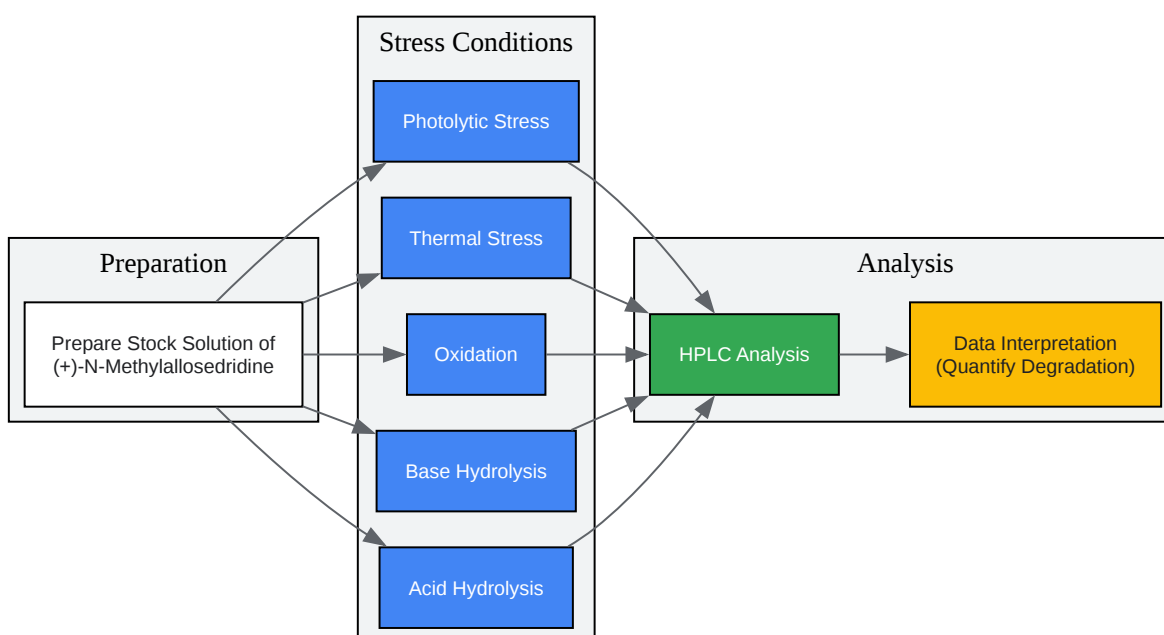 Stress Conditions
Photolytic Stress
Thermal Stress
Preparation
Analysis
Prepare Stock Solution of
(+)-N-Methylallosedridine
Oxidation
HPLC Analysis
Data Interpretation
(Quantify Degradation)
Base Hydrolysis
Acid Hydrolysis